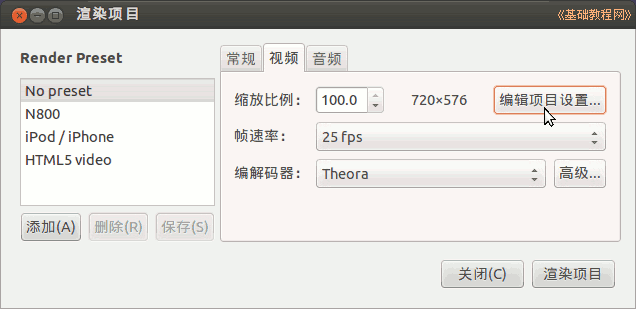 渲染项目
《基础教程网》
Render Preset
No preset
N800
iPod / iPhone
HTML5 video
添加(A)
删除(R)
保存(S)
常规
视频
音频
缩放比例:
100.0
720×576
编辑项目设置...
帧速率:
25 fps
编解码器:
Theora
高级...
关闭(C)
渲染项目